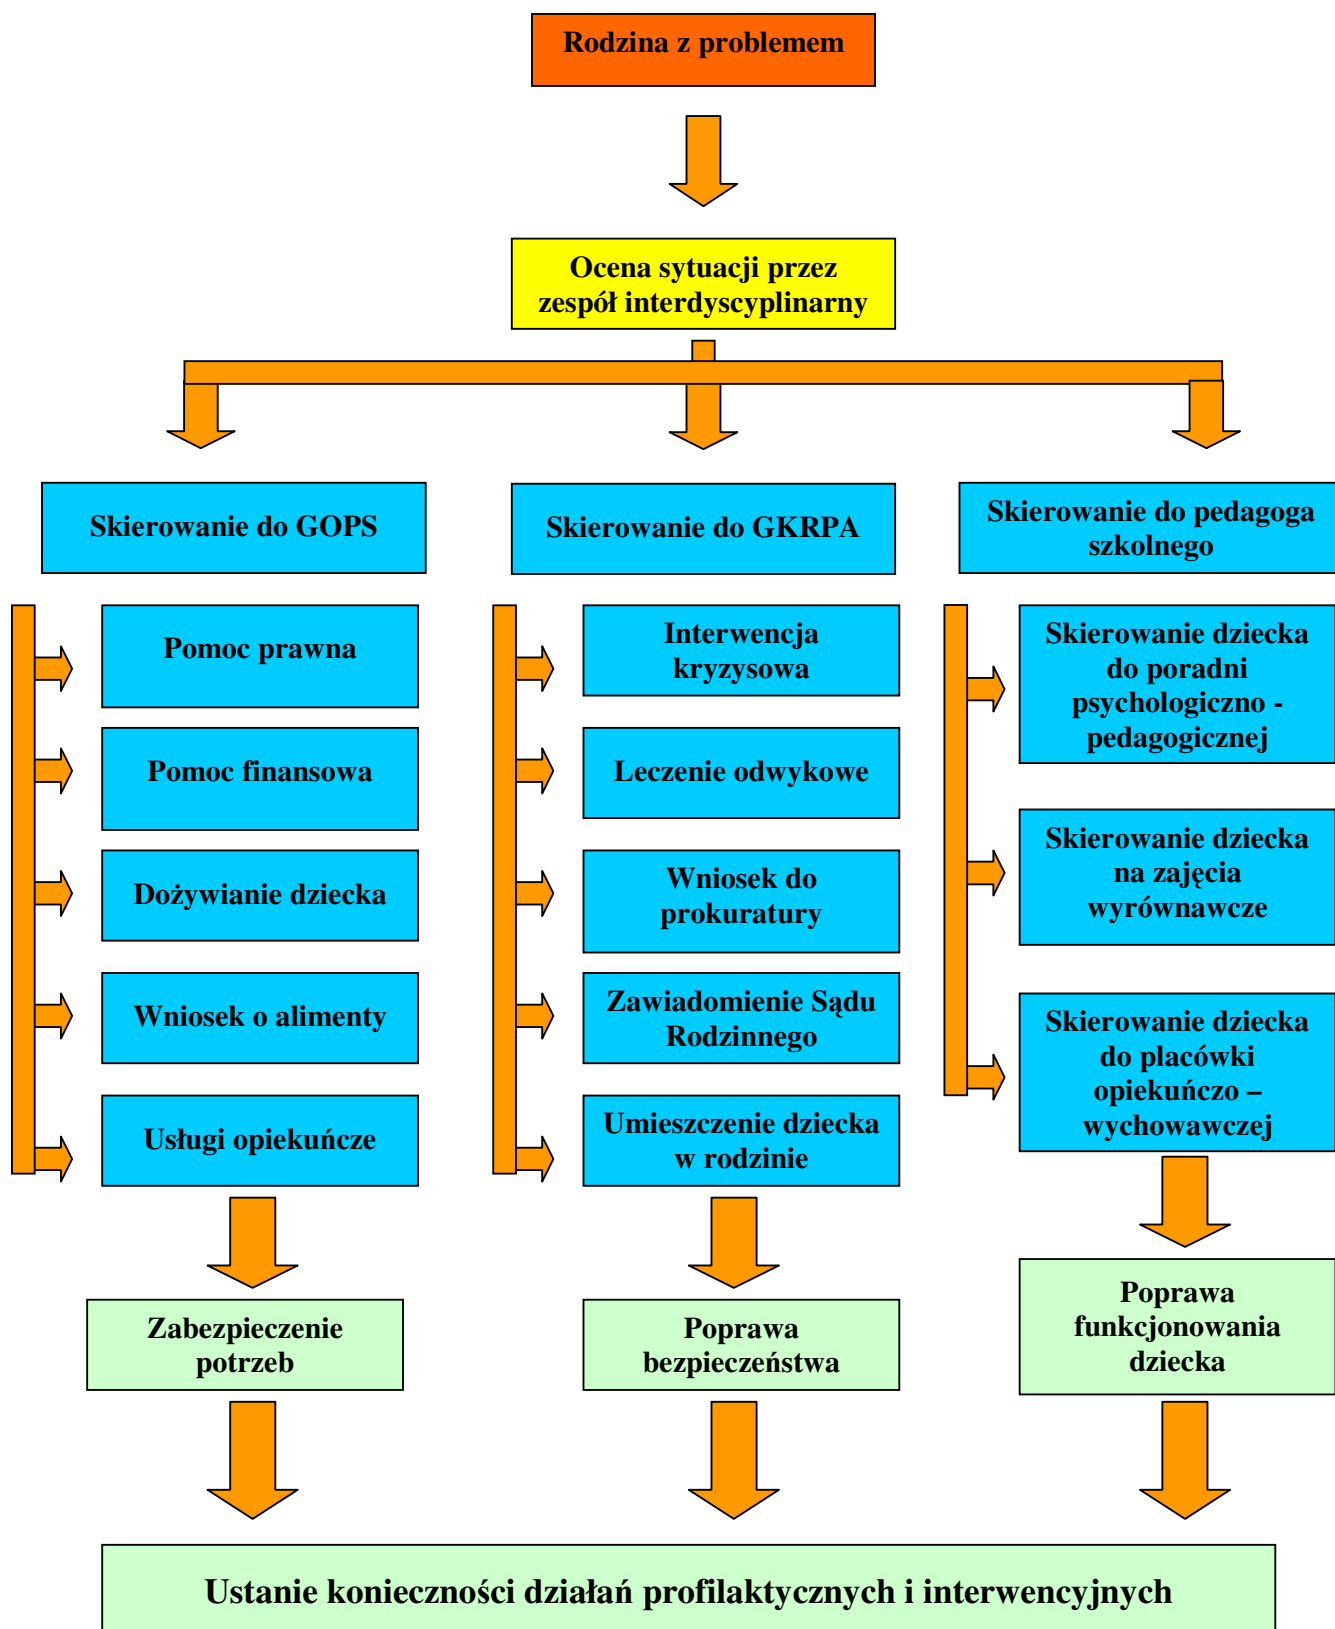 Rodzina z problemem
Ocena sytuacji przez
zespół interdyscyplinarny
Skierowanie do GOPS
Pomoc prawna
Pomoc finansowa
Dożywianie dziecka
Wniosek o alimenty
Usługi opiekuńcze
Zabezpieczenie
potrzeb
Skierowanie do GKRPA
Interwencja
kryzysowa
Leczenie odwykowe
Wniosek do
prokuratury
Zawiadomienie Sądu
Rodzinnego
Umieszczenie dziecka
w rodzinie
Poprawa
bezpieczeństwa
Skierowanie do pedagoga
szkolnego
Skierowanie dziecka
do poradni
psychologiczno -
pedagogicznej
Skierowanie dziecka
na zajęcia
wyrównawcze
Skierowanie dziecka
do placówki
opiekuńczo –
wychowawczej
Poprawa
funkcjonowania
dziecka
Ustanie konieczności działań profilaktycznych i interwencyjnych